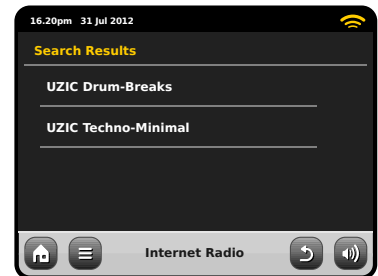 16.20pm 31 Jul 2012
Search Results
UZIC Drum-Breaks
UZIC Techno-Minimal
Internet Radio